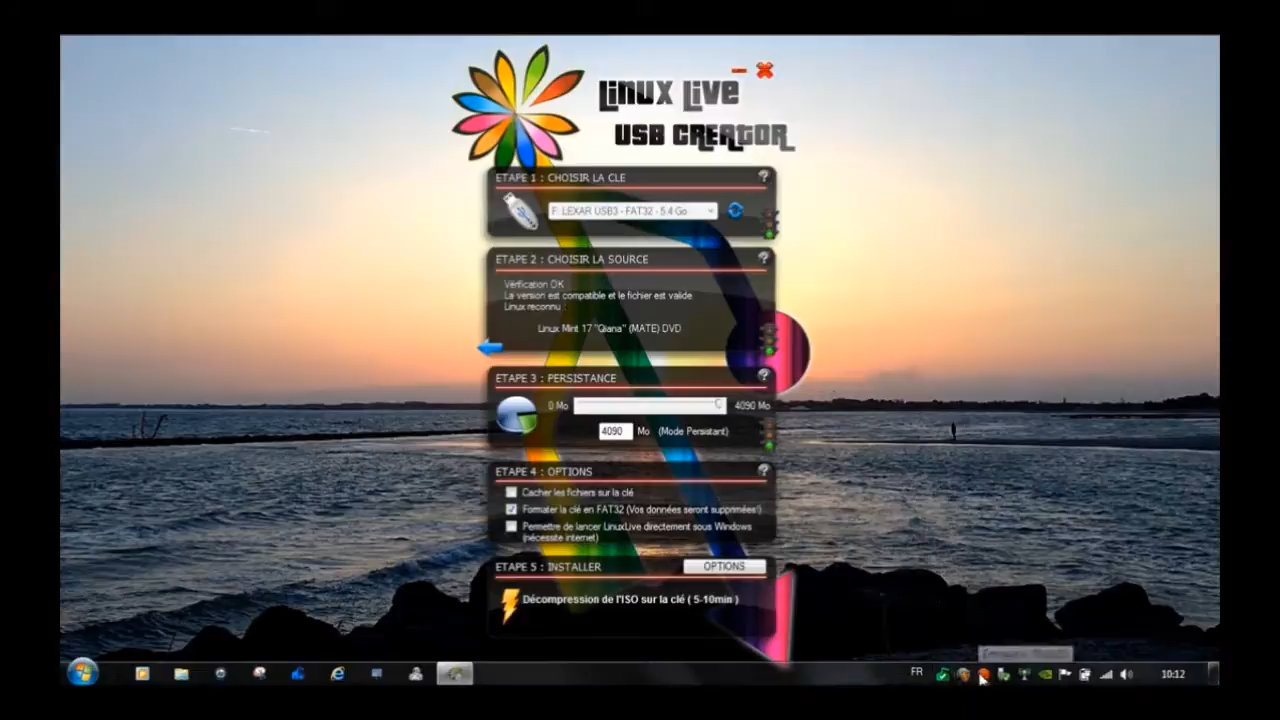 Linux Live
USB CREATOR
ETAPE 1 : CHOISIR LA CLE
?
F: LEXAR USB3 - FAT32 - 5.4 Go
ETAPE 2 : CHOISIR LA SOURCE
?
Vérification OK
La version est compatible et le fichier est valide
Linux reconnu :
Linux Mint 17 "Qiana" (MATE) DVD
ETAPE 3 : PERSISTANCE
?
0 Mo 4090 Mo
4090 Mo (Mode Persistant)
ETAPE 4 : OPTIONS
?
Cacher les fichiers sur la clé
Formater la clé en FAT32 (Vos données seront supprimées!)
Permettre de lancer LinuxLive directement sous Windows
(nécessite internet)
ETAPE 5 : INSTALLER OPTIONS
Décompression de l'ISO sur la clé ( 5-10min )
FR 10:12